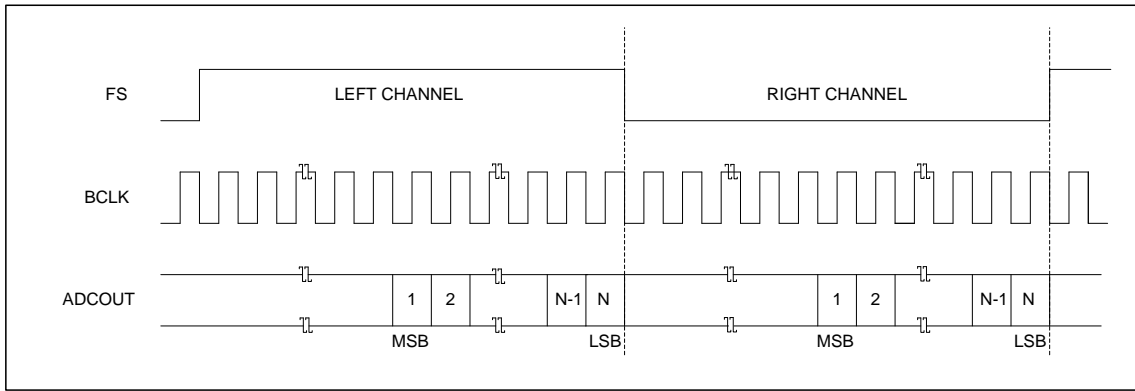 FS
LEFT CHANNEL
RIGHT CHANNEL
BCLK
ADCOUT
1 2 N-1 N 1 2 N-1 N
MSB LSB MSB LSB